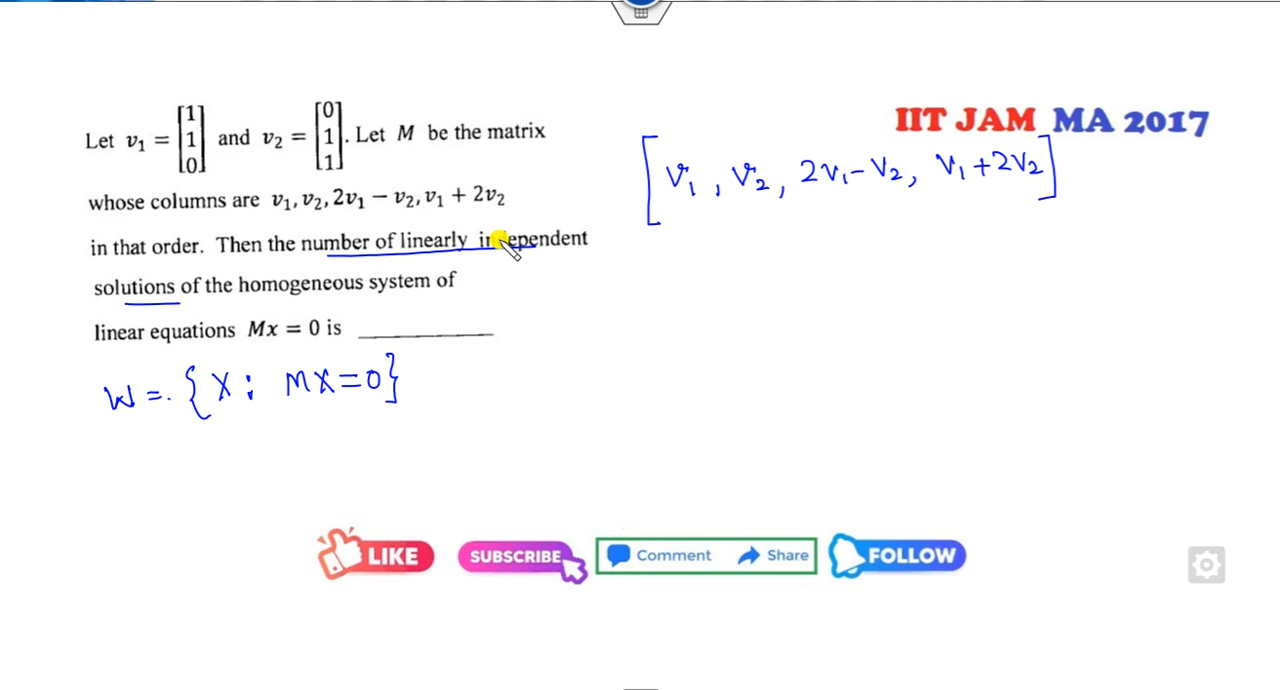 Let v₁ = [1 1 0] and v₂ = [0 1 1]. Let M be the matrix
IIT JAM MA 2017
[v₁, v₂, 2v₁-v₂, v₁+2v₂]
whose columns are v₁, v₂, 2v₁ − v₂, v₁ + 2v₂
in that order. Then the number of linearly independent
solutions of the homogeneous system of
linear equations Mx = 0 is ____________
W = { X : MX=0}
LIKE
SUBSCRIBE
Comment Share
FOLLOW